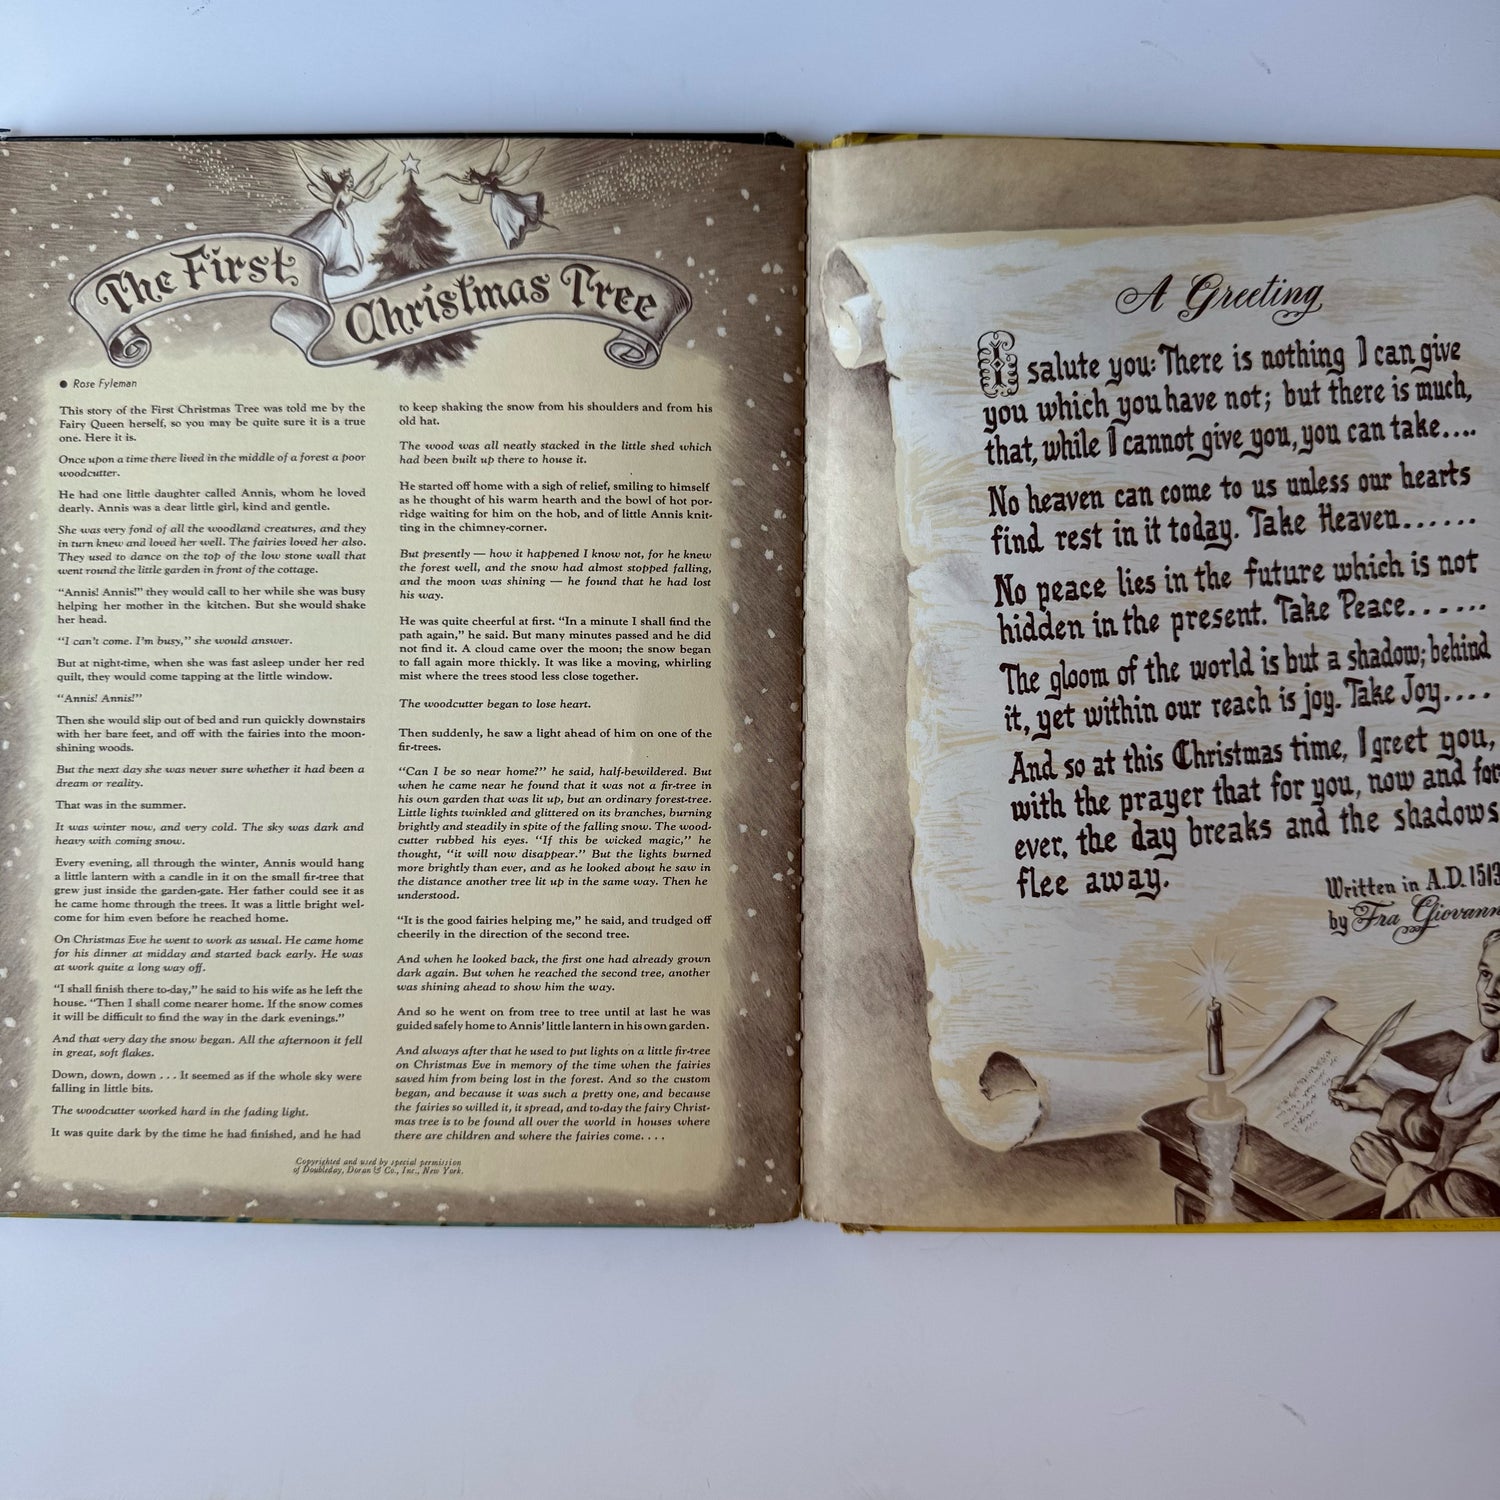 The First
Christmas Tree
● Rose Fyleman
This story of the First Christmas Tree was told me by the
Fairy Queen herself, so you may be quite sure it is a true
one. Here it is.
Once upon a time there lived in the middle of a forest a poor
woodcutter.
He had one little daughter called Annis, whom he loved
dearly. Annis was a dear little girl, kind and gentle.
She was very fond of all the woodland creatures, and they
in turn knew and loved her well. The fairies loved her also.
They used to dance on the top of the low stone wall that
went round the little garden in front of the cottage.
“Annis! Annis!” they would call to her while she was busy
helping her mother in the kitchen. But she would shake
her head.
“I can’t come. I’m busy,” she would answer.
But at night-time, when she was fast asleep under her red
quilt, they would come tapping at the little window.
“Annis! Annis!”
Then she would slip out of bed and run quickly downstairs
with her bare feet, and off with the fairies into the moon-
shining woods.
But the next day she was never sure whether it had been a
dream or reality.
That was in the summer.
It was winter now, and very cold. The sky was dark and
heavy with coming snow.
Every evening, all through the winter, Annis would hang
a little lantern with a candle in it on the small fir-tree that
grew just inside the garden-gate. Her father could see it as
he came home through the trees. It was a little bright wel-
come for him even before he reached home.
On Christmas Eve he went to work as usual. He came home
for his dinner at midday and started back early. He was
at work quite a long way off.
“I shall finish there to-day,” he said to his wife as he left the
house. “Then I shall come nearer home. If the snow comes
it will be difficult to find the way in the dark evenings.”
And that very day the snow began. All the afternoon it fell
in great, soft flakes.
Down, down, down . . . It seemed as if the whole sky were
falling in little bits.
The woodcutter worked hard in the fading light.
It was quite dark by the time he had finished, and he had
to keep shaking the snow from his shoulders and from his
old hat.
The wood was all neatly stacked in the little shed which
had been built up there to house it.
He started off home with a sigh of relief, smiling to himself
as he thought of his warm hearth and the bowl of hot por-
ridge waiting for him on the hob, and of little Annis knit-
ting in the chimney-corner.
But presently — how it happened I know not, for he knew
the forest well, and the snow had almost stopped falling,
and the moon was shining — he found that he had lost
his way.
He was quite cheerful at first. “In a minute I shall find the
path again,” he said. But many minutes passed and he did
not find it. A cloud came over the moon; the snow began
to fall again more thickly. It was like a moving, whirling
mist where the trees stood less close together.
The woodcutter began to lose heart.
Then suddenly, he saw a light ahead of him on one of the
fir-trees.
“Can I be so near home?” he said, half-bewildered. But
when he came near he found that it was not a fir-tree in
his own garden that was lit up, but an ordinary forest-tree.
Little lights twinkled and glittered on its branches, burning
brightly and steadily in spite of the falling snow. The wood-
cutter rubbed his eyes. “If this be wicked magic,” he
thought, “it will now disappear.” But the lights burned
more brightly than ever, and as he looked about he saw in
the distance another tree lit up in the same way. Then he
understood.
“It is the good fairies helping me,” he said, and trudged off
cheerily in the direction of the second tree.
And when he looked back, the first one had already grown
dark again. But when he reached the second tree, another
was shining ahead to show him the way.
And so he went on from tree to tree until at last he was
guided safely home to Annis’ little lantern in his own garden.
And always after that he used to put lights on a little fir-tree
on Christmas Eve in memory of the time when the fairies
saved him from being lost in the forest. And so the custom
began, and because it was such a pretty one, and because
the fairies so willed it, it spread, and to-day the fairy Christ-
mas tree is to be found all over the world in houses where
there are children and where the fairies come. . . .
Copyrighted and used by special permission
of Doubleday, Doran & Co., Inc., New York.
A Greeting
I salute you: There is nothing I can give
you which you have not; but there is much,
that, while I cannot give you, you can take....
No heaven can come to us unless our hearts
find rest in it today. Take Heaven......
No peace lies in the future which is not
hidden in the present. Take Peace......
The gloom of the world is but a shadow; behind
it, yet within our reach is joy. Take Joy....
And so at this Christmas time, I greet you,
with the prayer that for you, now and for
ever, the day breaks and the shadows
flee away.
Written in A.D. 1513
by Fra Giovann